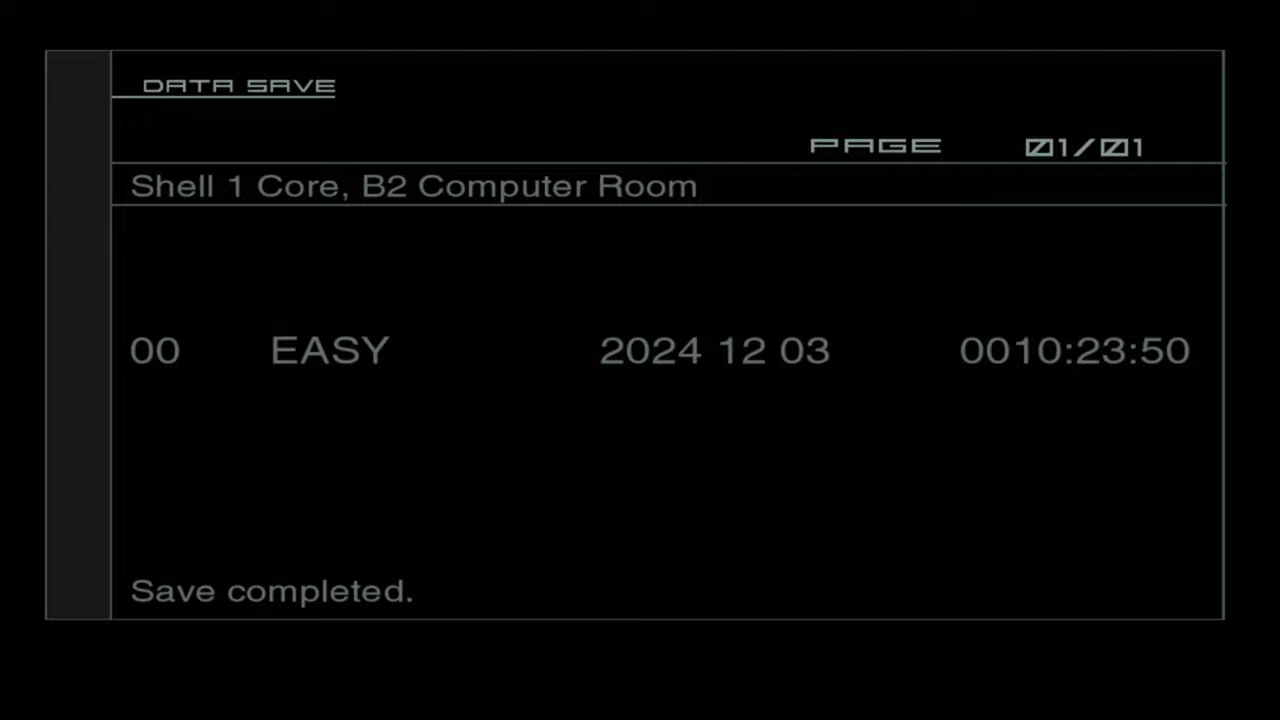 DATA SAVE
PAGE 01/01
Shell 1 Core, B2 Computer Room
00 EASY 2024 12 03 0010:23:50
Save completed.